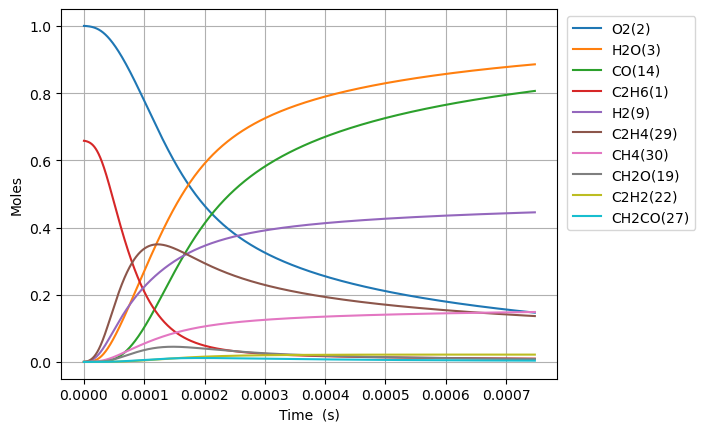 1.0
0.8
0.6
0.4
0.2
0.0
Moles
0.0000 0.0001 0.0002 0.0003 0.0004 0.0005 0.0006 0.0007
Time  (s)
O2(2)
H2O(3)
CO(14)
C2H6(1)
H2(9)
C2H4(29)
CH4(30)
CH2O(19)
C2H2(22)
CH2CO(27)